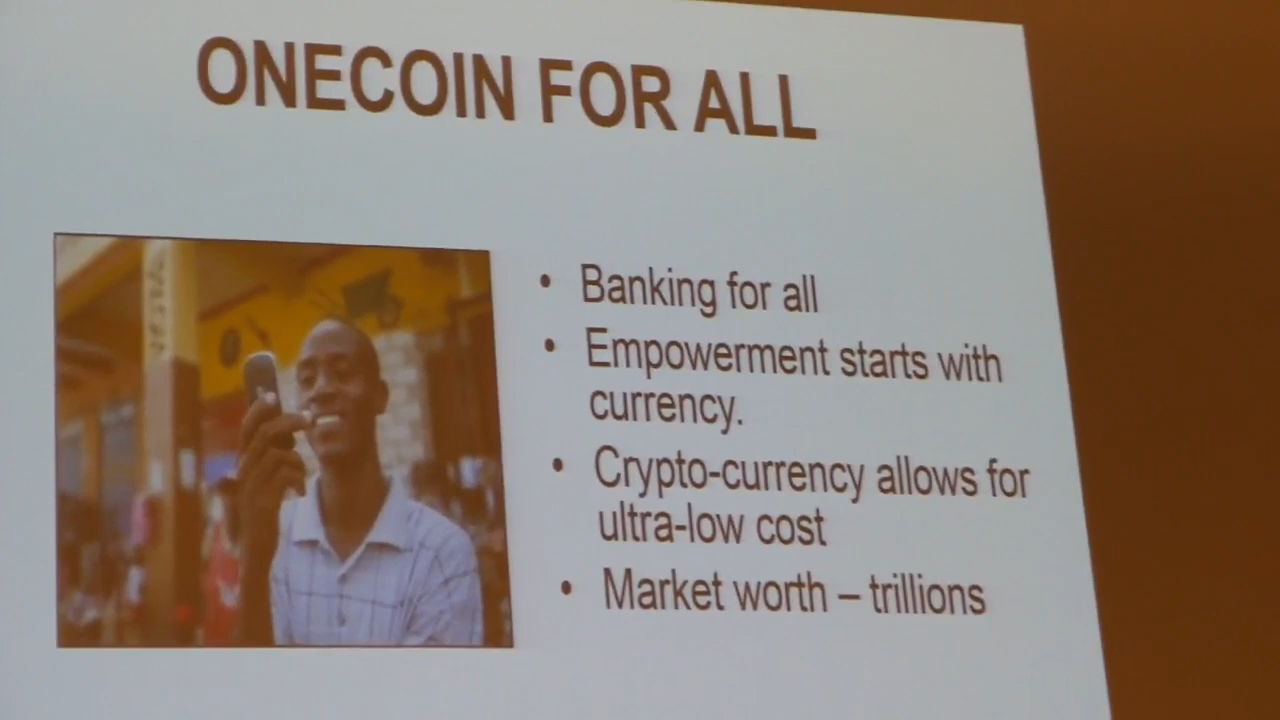 ONECOIN FOR ALL
• Banking for all
• Empowerment starts with
currency.
• Crypto-currency allows for
ultra-low cost
• Market worth – trillions